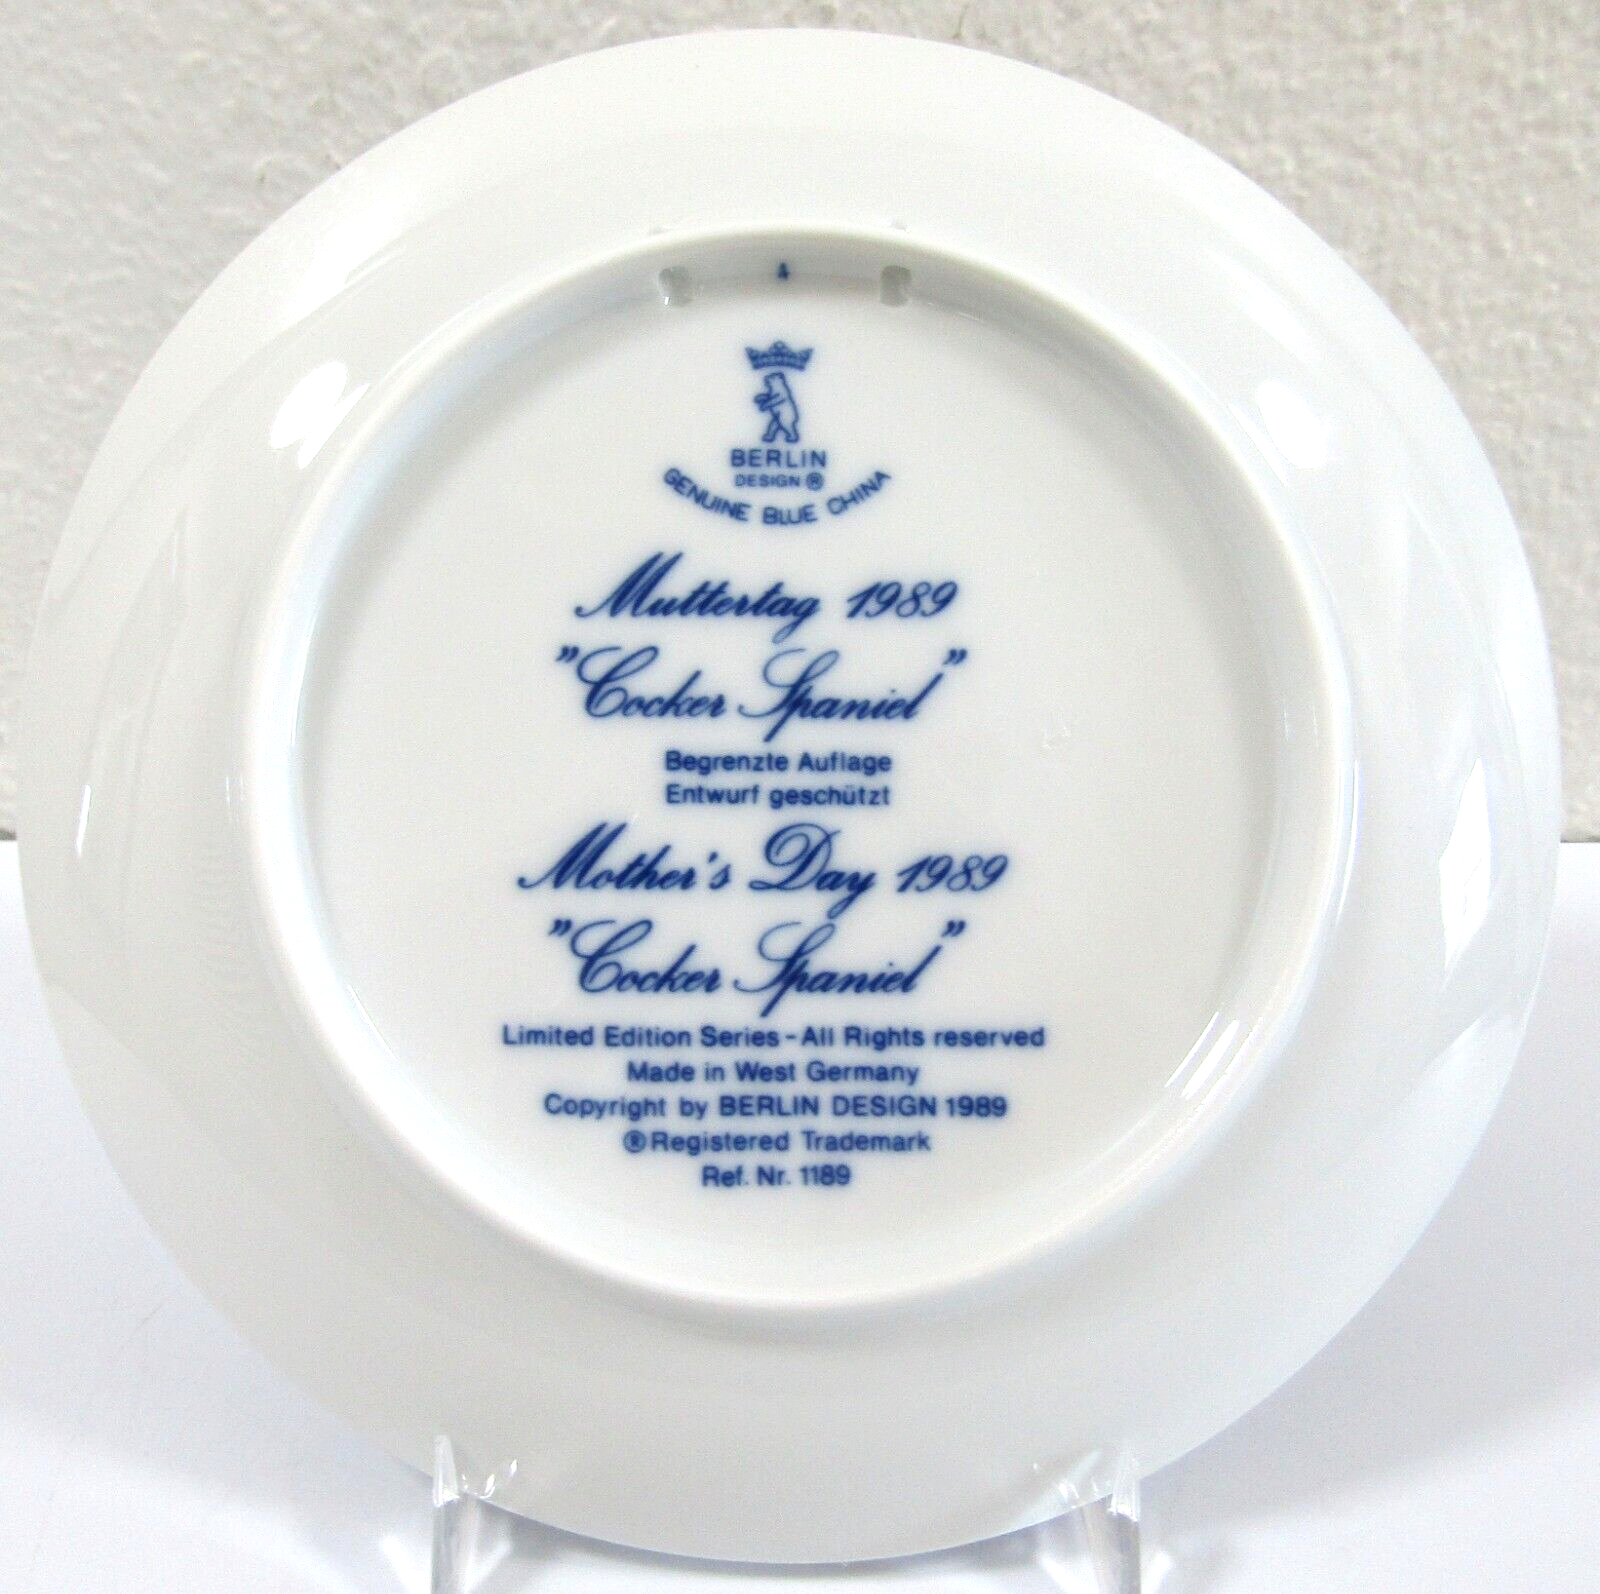 4
BERLIN
DESIGN ®
GENUINE BLUE CHINA
Muttertag 1989
”Cocker Spaniel”
Begrenzte Auflage
Entwurf geschützt
Mother's Day 1989
”Cocker Spaniel”
Limited Edition Series - All Rights reserved
Made in West Germany
Copyright by BERLIN DESIGN 1989
® Registered Trademark
Ref. Nr. 1189